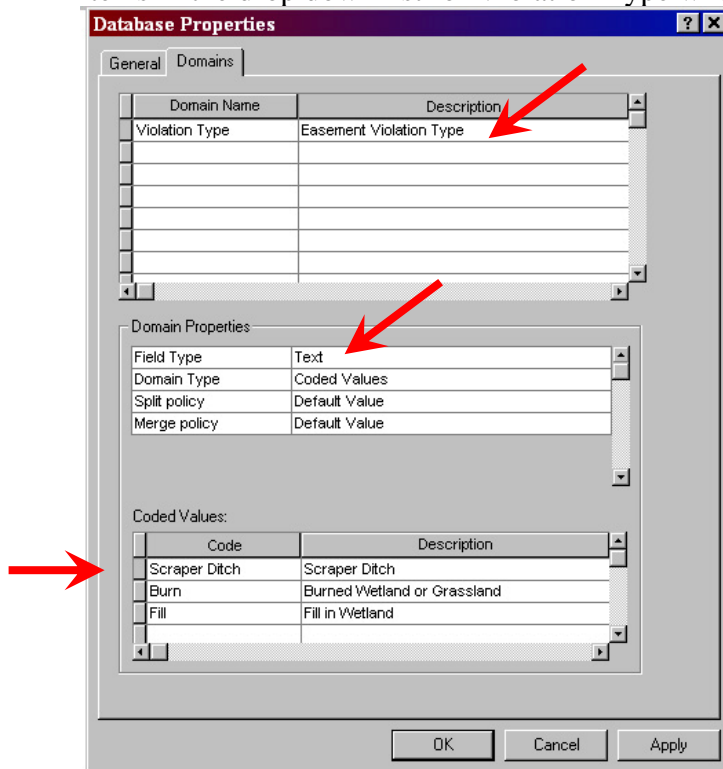 Database Properties ? X
General Domains
Domain Name Description
Violation Type Easement Violation Type
Domain Properties
Field Type Text
Domain Type Coded Values
Split policy Default Value
Merge policy Default Value
Coded Values:
Code Description
Scraper Ditch Scraper Ditch
Burn Burned Wetland or Grassland
Fill Fill in Wetland
OK Cancel Apply